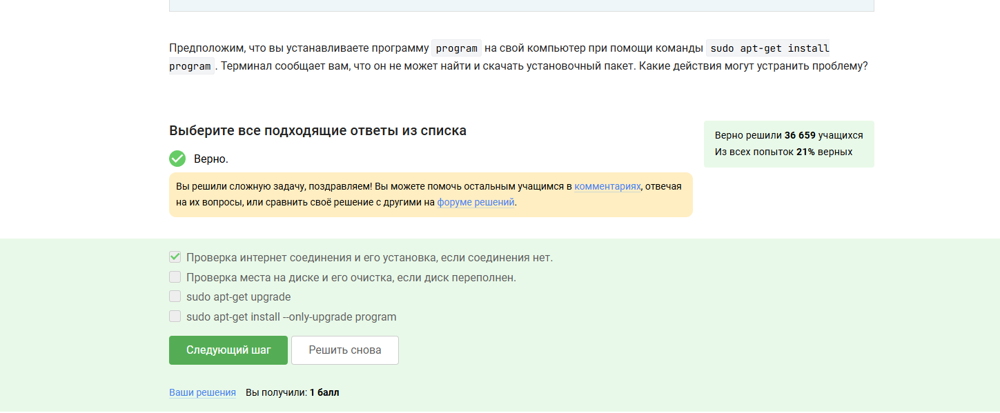 Предположим, что вы устанавливаете программу program на свой компьютер при помощи команды sudo apt-get install
program. Терминал сообщает вам, что он не может найти и скачать установочный пакет. Какие действия могут устранить проблему?
Выберите все подходящие ответы из списка
Верно решили 36 659 учащихся
Из всех попыток 21% верных
Верно.
Вы решили сложную задачу, поздравляем! Вы можете помочь остальным учащимся в комментариях, отвечая
на их вопросы, или сравнить своё решение с другими на форуме решений.
Проверка интернет соединения и его установка, если соединения нет.
Проверка места на диске и его очистка, если диск переполнен.
sudo apt-get upgrade
sudo apt-get install --only-upgrade program
Следующий шаг
Решить снова
Ваши решения Вы получили: 1 балл